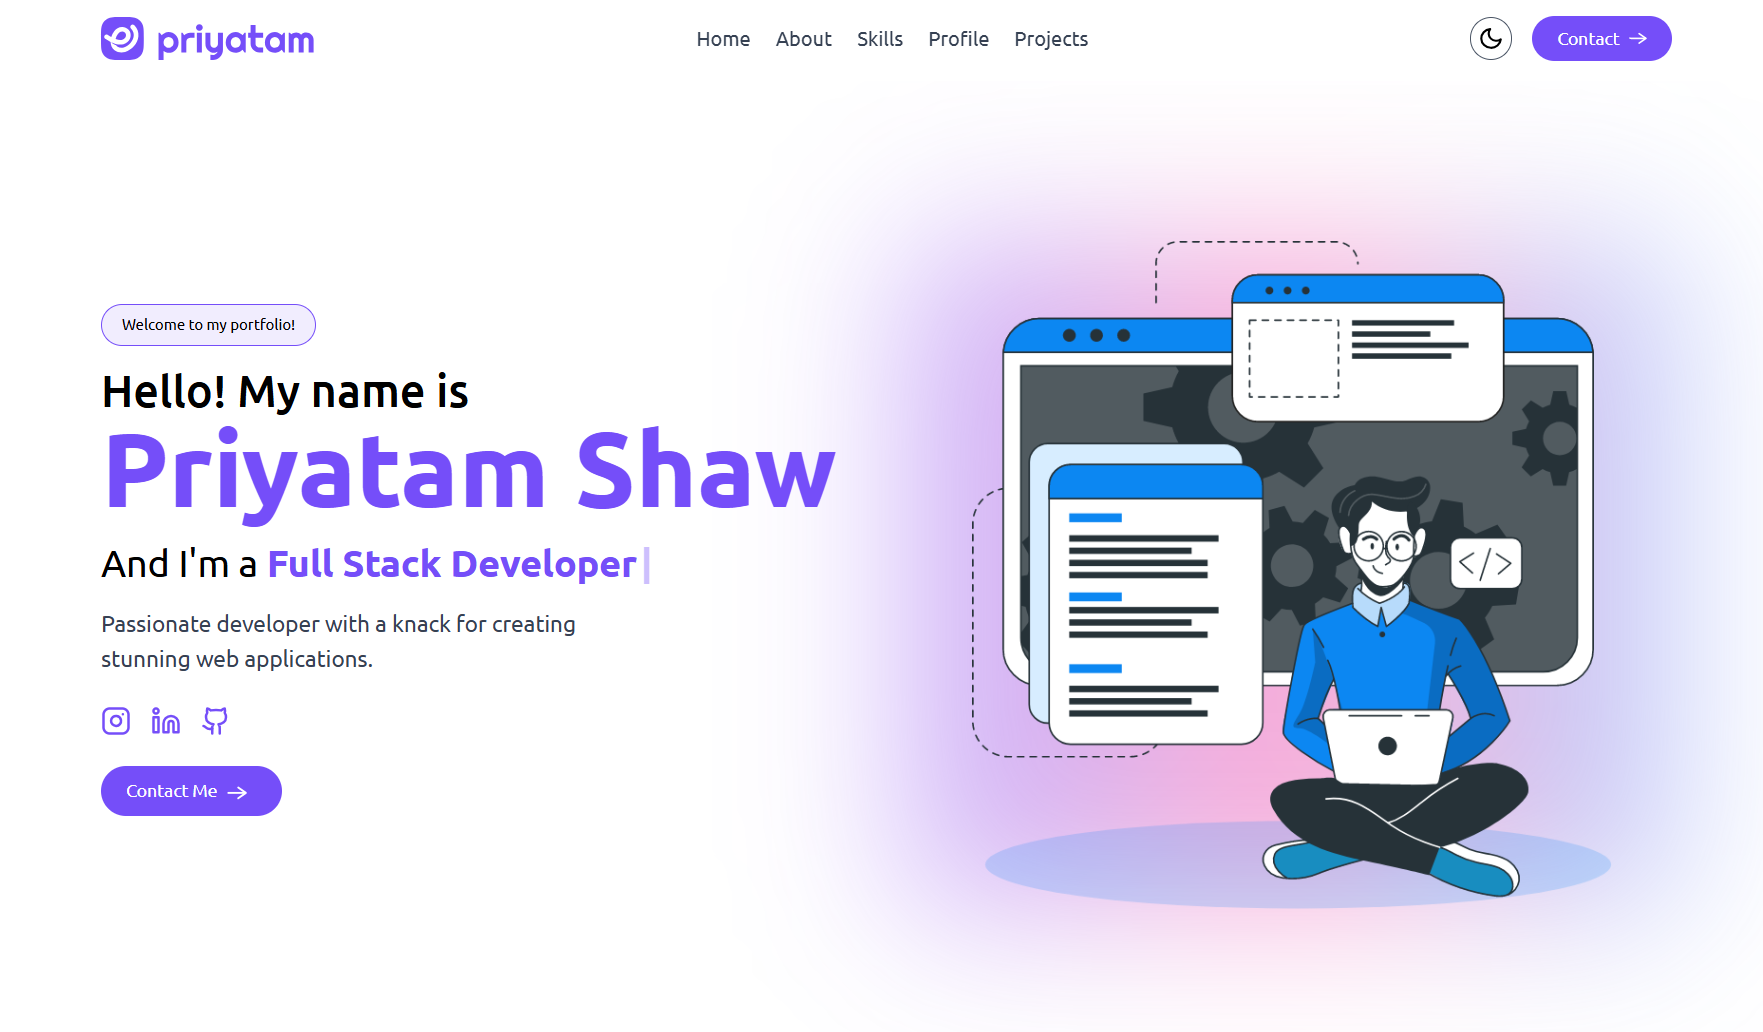 priyatam
Home About Skills Profile Projects
Contact →
Welcome to my portfolio!
Hello! My name is
Priyatam Shaw
And I'm a Full Stack Developer|
Passionate developer with a knack for creating
stunning web applications.
Contact Me →
</>